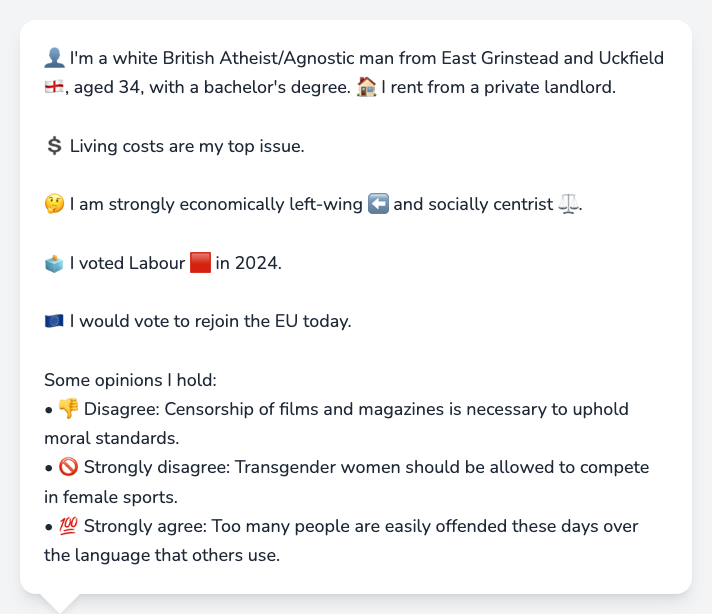 👤 I'm a white British Atheist/Agnostic man from East Grinstead and Uckfield
🏴󠁧󠁢󠁥󠁮󠁧󠁿, aged 34, with a bachelor's degree. 🏠 I rent from a private landlord.
💲 Living costs are my top issue.
🤔 I am strongly economically left-wing ⬅️ and socially centrist ⚖️.
🗳️ I voted Labour 🟥 in 2024.
🇪🇺 I would vote to rejoin the EU today.
Some opinions I hold:
• 👎 Disagree: Censorship of films and magazines is necessary to uphold
moral standards.
• 🚫 Strongly disagree: Transgender women should be allowed to compete
in female sports.
• 💯 Strongly agree: Too many people are easily offended these days over
the language that others use.